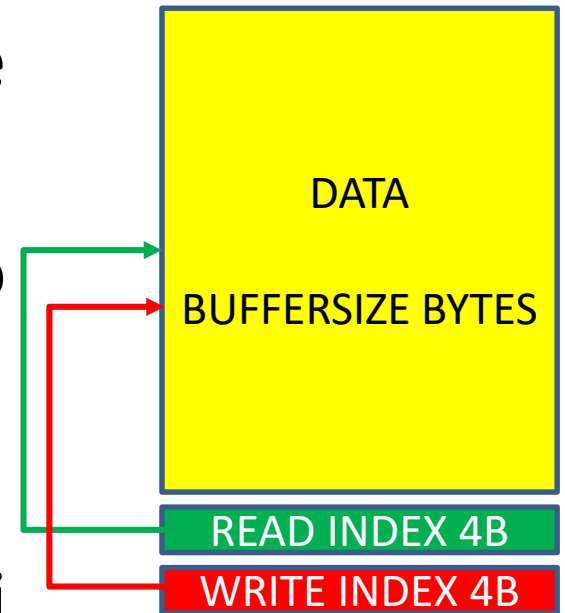 DATA
BUFFERSIZE BYTES
READ INDEX 4B
WRITE INDEX 4B